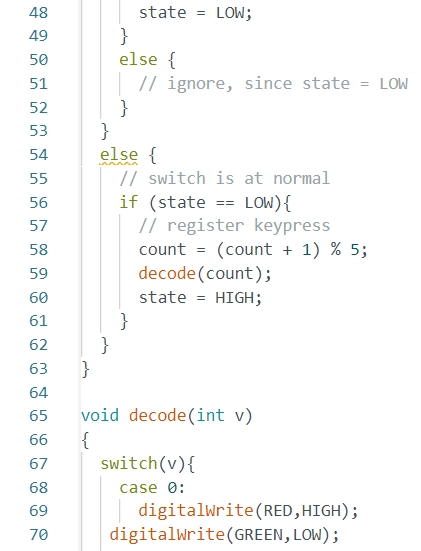 48 state = LOW;
49 }
50 else {
51 // ignore, since state = LOW
52 }
53 }
54 else {
55 // switch is at normal
56 if (state == LOW){
57 // register keypress
58 count = (count + 1) % 5;
59 decode(count);
60 state = HIGH;
61 }
62 }
63 }
64
65 void decode(int v)
66 {
67 switch(v){
68 case 0:
69 digitalWrite(RED,HIGH);
70 digitalWrite(GREEN,LOW);